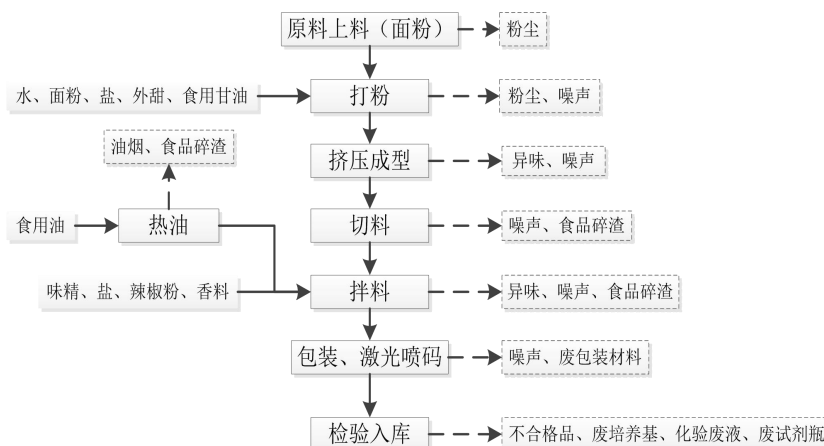 原料上料（面粉）
粉尘
水、面粉、盐、外甜、食用甘油
打粉
粉尘、噪声
油烟、食品碎渣
挤压成型
异味、噪声
食用油
热油
切料
噪声、食品碎渣
味精、盐、辣椒粉、香料
拌料
异味、噪声、食品碎渣
包装、激光喷码
噪声、废包装材料
检验入库
不合格品、废培养基、化验废液、废试剂瓶